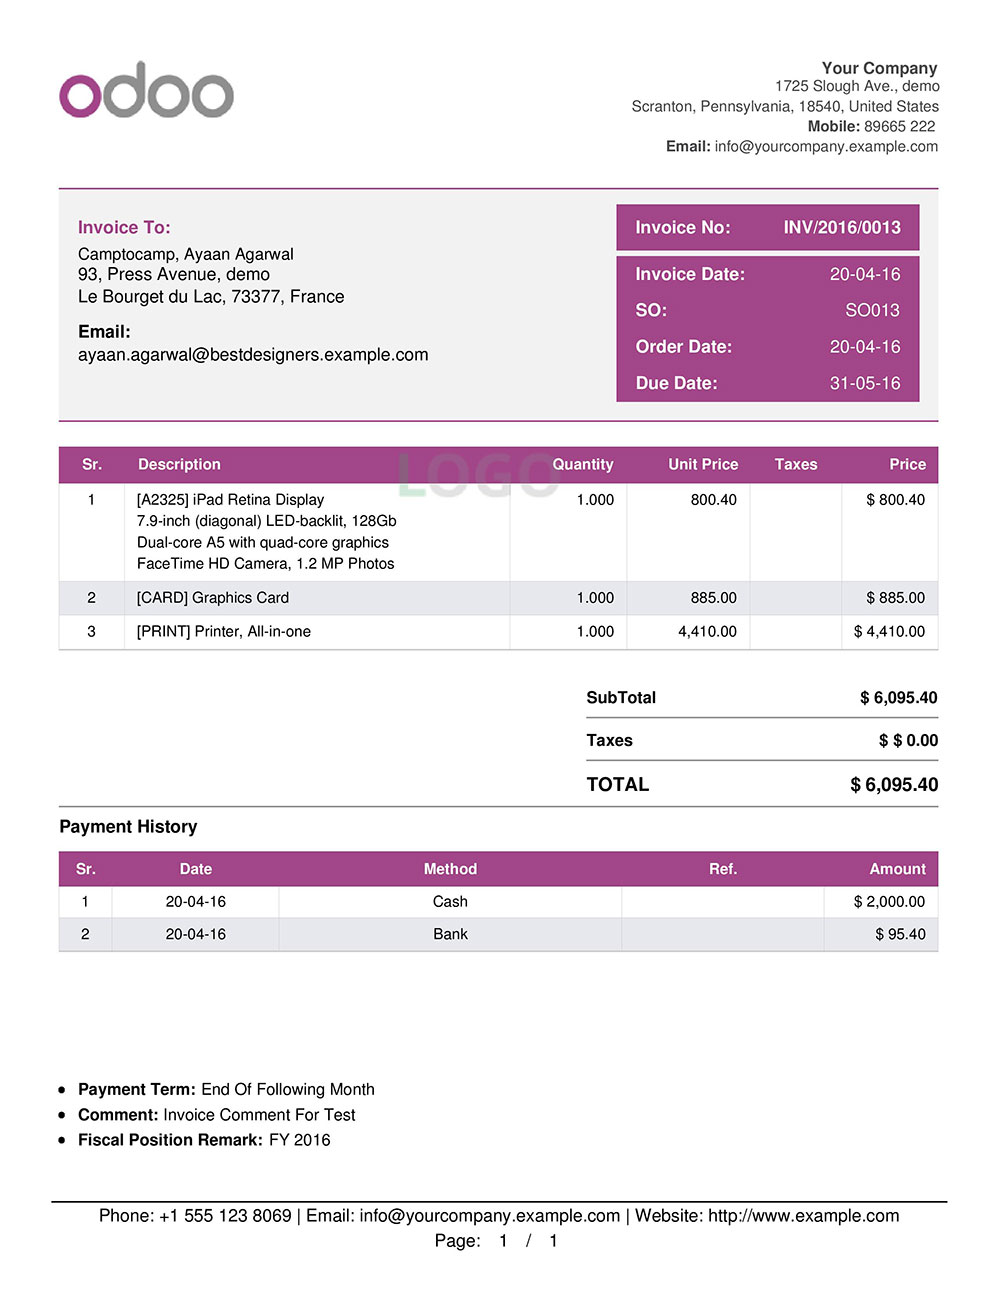 odoo
Your Company
1725 Slough Ave., demo
Scranton, Pennsylvania, 18540, United States
Mobile: 89665 222
Email: info@yourcompany.example.com
Invoice To:
Camptocamp, Ayaan Agarwal
93, Press Avenue, demo
Le Bourget du Lac, 73377, France
Email:
ayaan.agarwal@bestdesigners.example.com
Invoice No: INV/2016/0013
Invoice Date: 20-04-16
SO: SO013
Order Date: 20-04-16
Due Date: 31-05-16
LOGO
Sr. Description Quantity Unit Price Taxes Price
1 [A2325] iPad Retina Display 1.000 800.40 $ 800.40
7.9-inch (diagonal) LED-backlit, 128Gb
Dual-core A5 with quad-core graphics
FaceTime HD Camera, 1.2 MP Photos
2 [CARD] Graphics Card 1.000 885.00 $ 885.00
3 [PRINT] Printer, All-in-one 1.000 4,410.00 $ 4,410.00
SubTotal $ 6,095.40
Taxes $ $ 0.00
TOTAL $ 6,095.40
Payment History
Sr. Date Method Ref. Amount
1 20-04-16 Cash $ 2,000.00
2 20-04-16 Bank $ 95.40
• Payment Term: End Of Following Month
• Comment: Invoice Comment For Test
• Fiscal Position Remark: FY 2016
Phone: +1 555 123 8069 | Email: info@yourcompany.example.com | Website: http://www.example.com
Page: 1 / 1